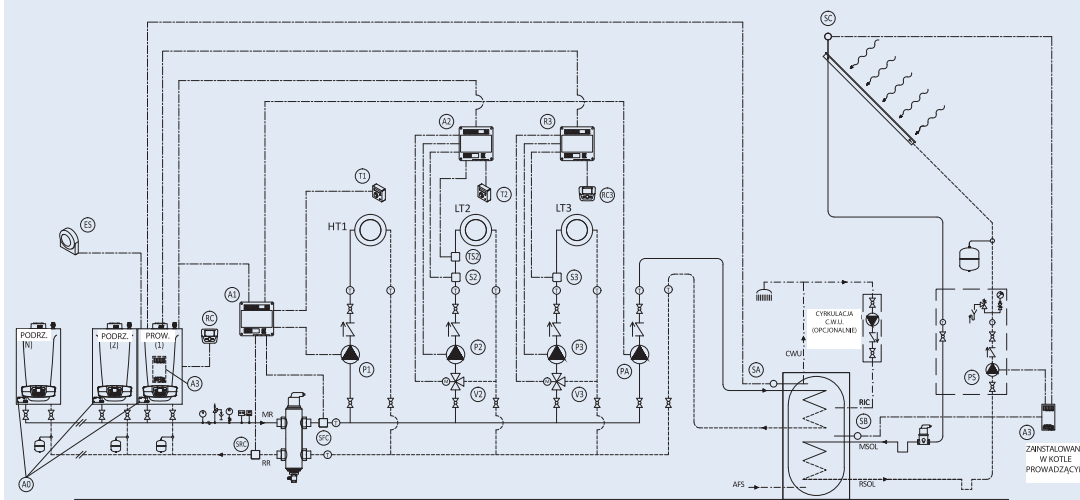 SC
A2
R3
T1
T2
RC3
HT1
LT2
LT3
ES
TS2
S2
S3
A1
RC
PODRZ.
N)
PODRZ.
(2)
PROW.
(1)
A3
P1
P2
P3
PA
M
V2
M
V3
CYRKULACJA
C.W.U.
(OPCJONALNIE)
CWU
SA
RIC
SB
MSOL
RSOL
AFS
PS
A3
ZAINSTALOWAN
W KOTLE
PROWADZĄCYM
MR
RR
SRC
SFC
T
T
T
T
T
T
T
T
A0